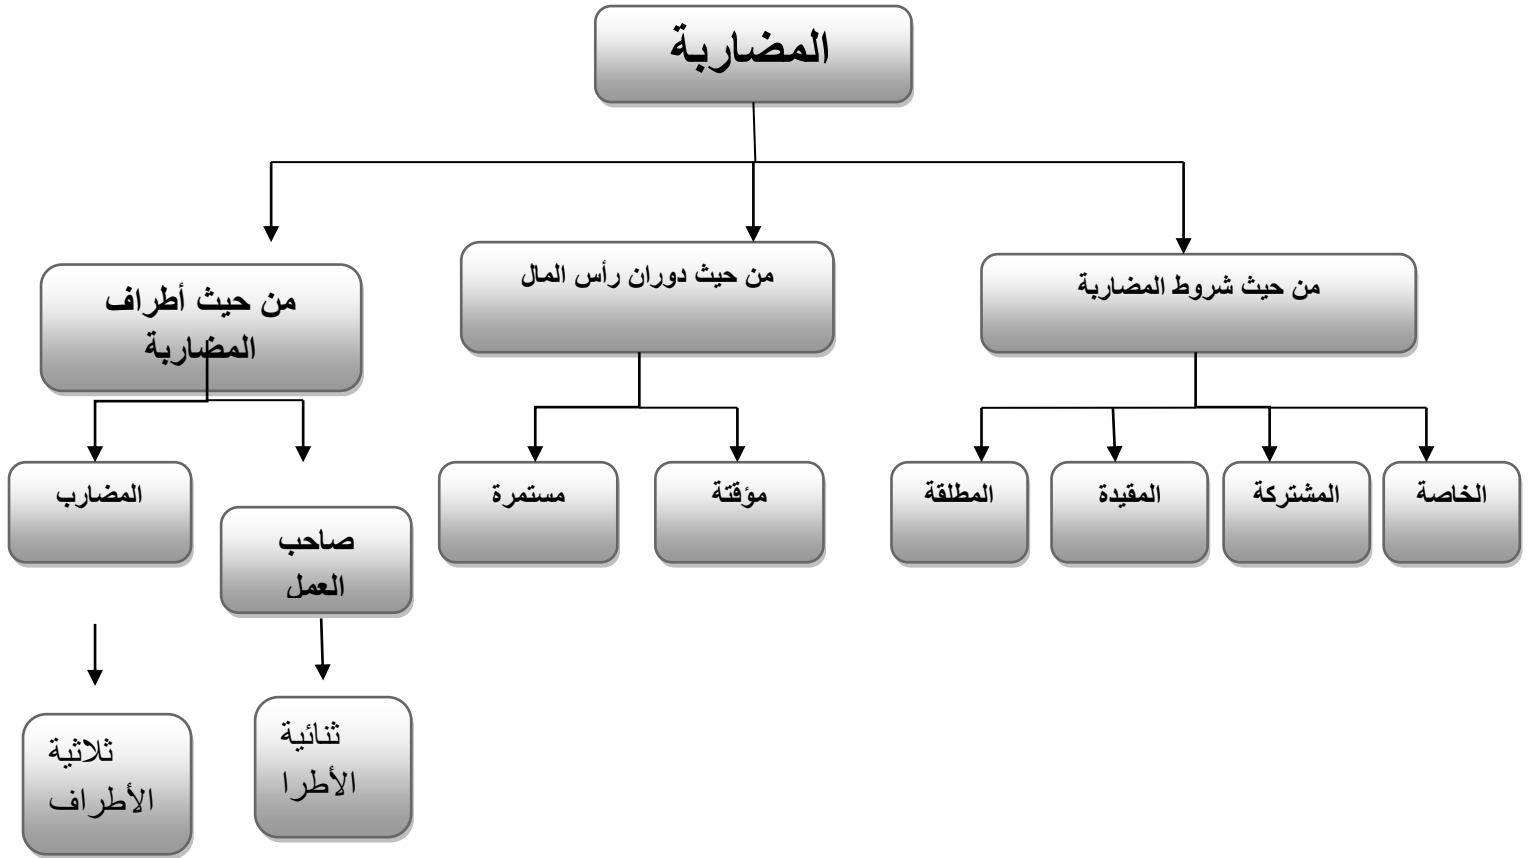 المضاربة
من حيث شروط المضاربة
من حيث دوران رأس المال
من حيث أطراف
المضاربة
الخاصة
المشتركة
المقيدة
المطلقة
مؤقتة
مستمرة
صاحب
العمل
المضارب
ثنائية
الأطرا
ثلاثية
الأطراف